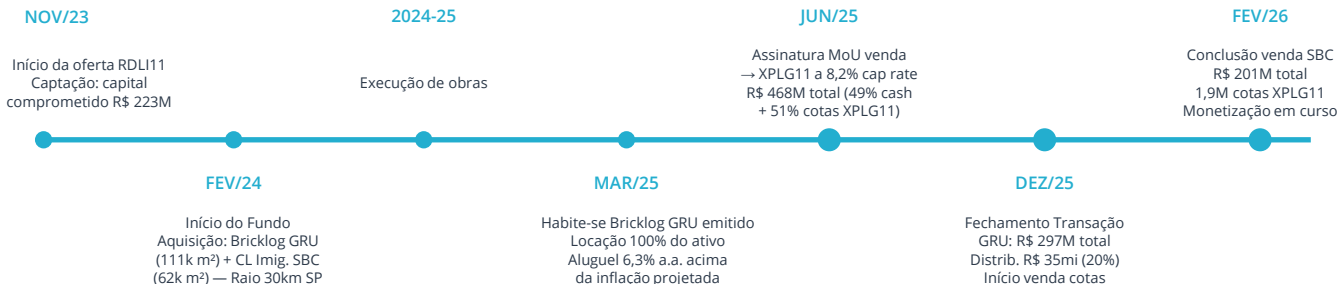 NOV/23
Início da oferta RDLI11
Captação: capital
comprometido R$ 223M
FEV/24
Início do Fundo
Aquisição: Bricklog GRU
(111k m²) + CL Imig. SBC
(62k m²) — Raio 30km SP
2024-25
Execução de obras
MAR/25
Habite-se Bricklog GRU emitido
Locação 100% do ativo
Aluguel 6,3% a.a. acima
da inflação projetada
JUN/25
Assinatura MoU venda
→ XPLG11 a 8,2% cap rate
R$ 468M total (49% cash
+ 51% cotas XPLG11)
DEZ/25
Fechamento Transação
GRU: R$ 297M total
Distrib. R$ 35mi (20%)
Início venda cotas
FEV/26
Conclusão venda SBC
R$ 201M total
1,9M cotas XPLG11
Monetização em curso